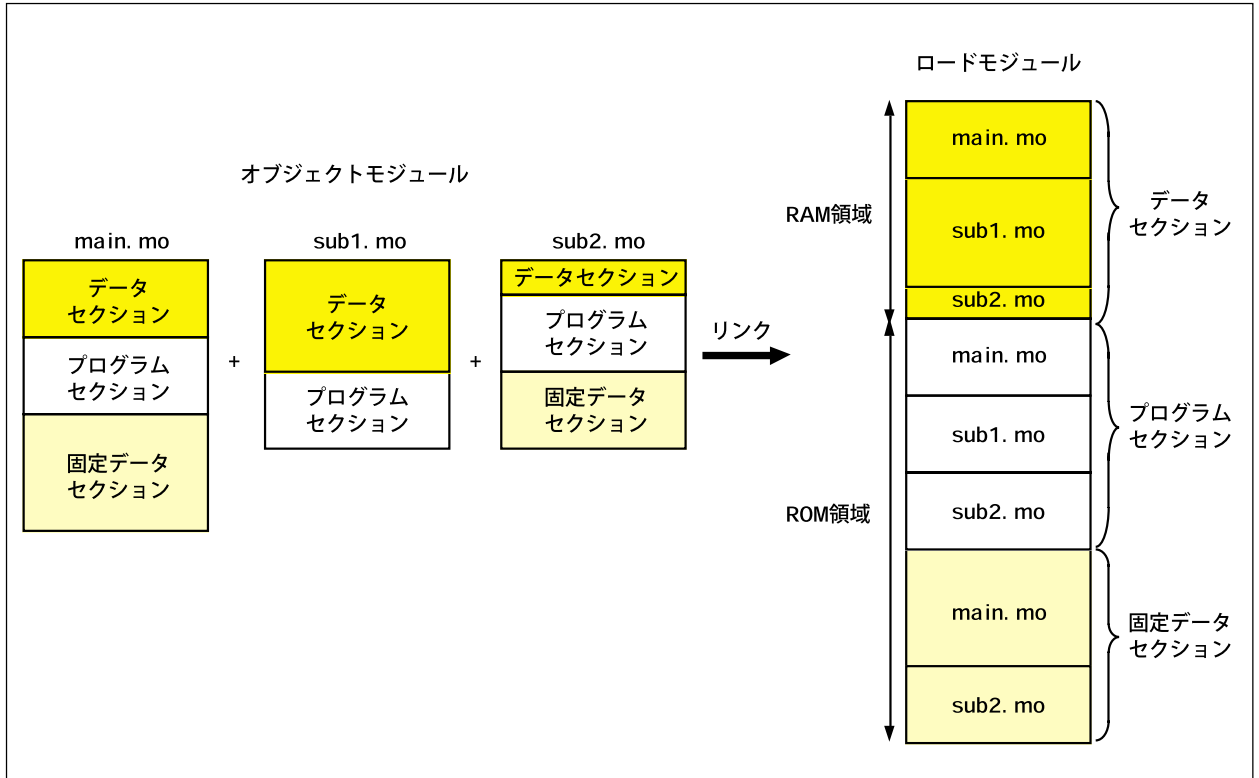 オブジェクトモジュール
main. mo
データ
セクション
プログラム
セクション
固定データ
セクション
+
sub1. mo
データ
セクション
プログラム
セクション
+
sub2. mo
データセクション
プログラム
セクション
固定データ
セクション
リンク
ロードモジュール
RAM領域
ROM領域
main. mo
sub1. mo
sub2. mo
main. mo
sub1. mo
sub2. mo
main. mo
sub2. mo
データ
セクション
プログラム
セクション
固定データ
セクション